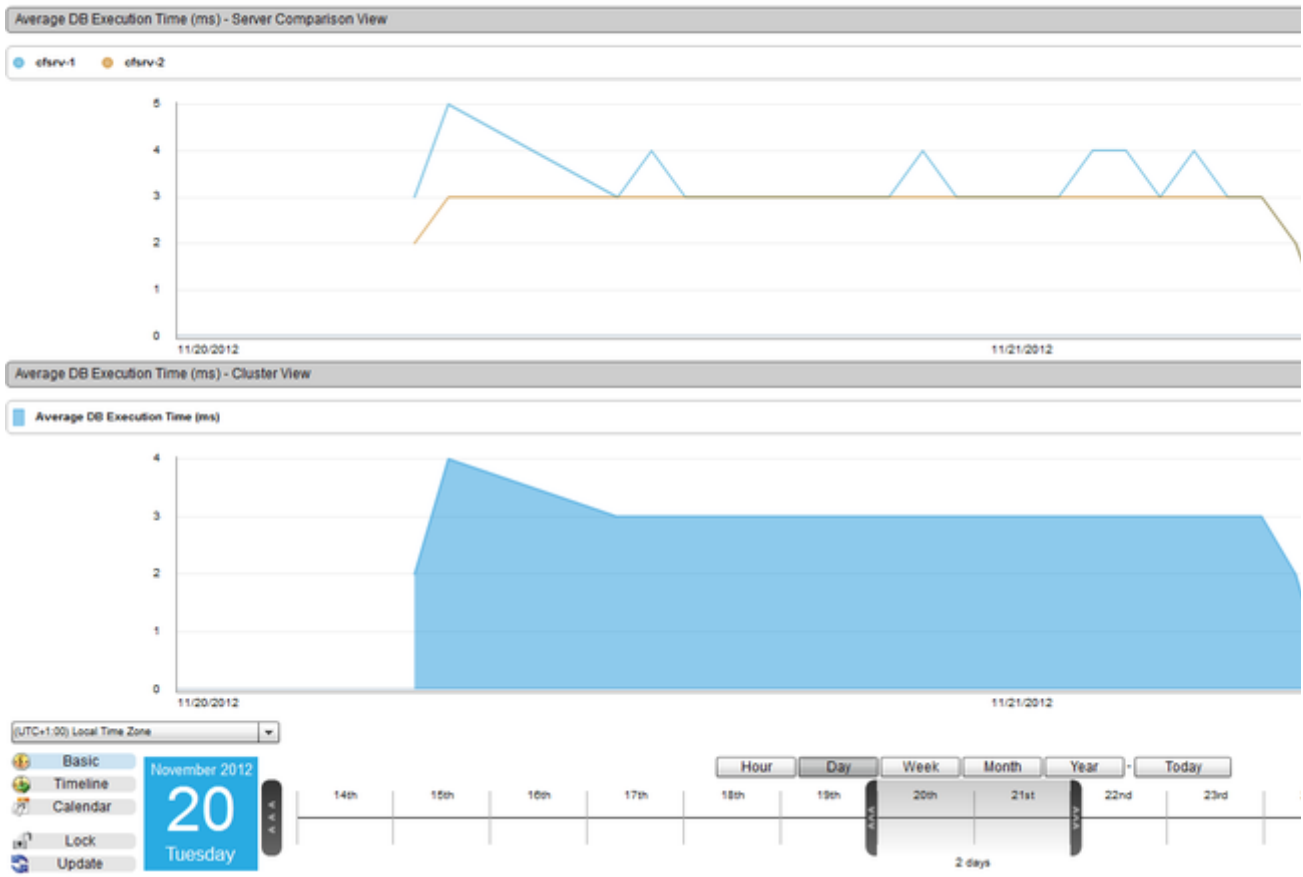 Average DB Execution Time (ms) - Server Comparison View
cfsrv-1 cfsrv-2
5
4
3
2
1
0
11/20/2012 11/21/2012
Average DB Execution Time (ms) - Cluster View
Average DB Execution Time (ms)
4
3
2
1
0
11/20/2012 11/21/2012
(UTC+1:00) Local Time Zone
Basic
Timeline
Calendar
Lock
Update
November 2012
20
Tuesday
Hour Day Week Month Year - Today
14th 15th 16th 17th 18th 19th 20th 21st 22nd 23rd
2 days